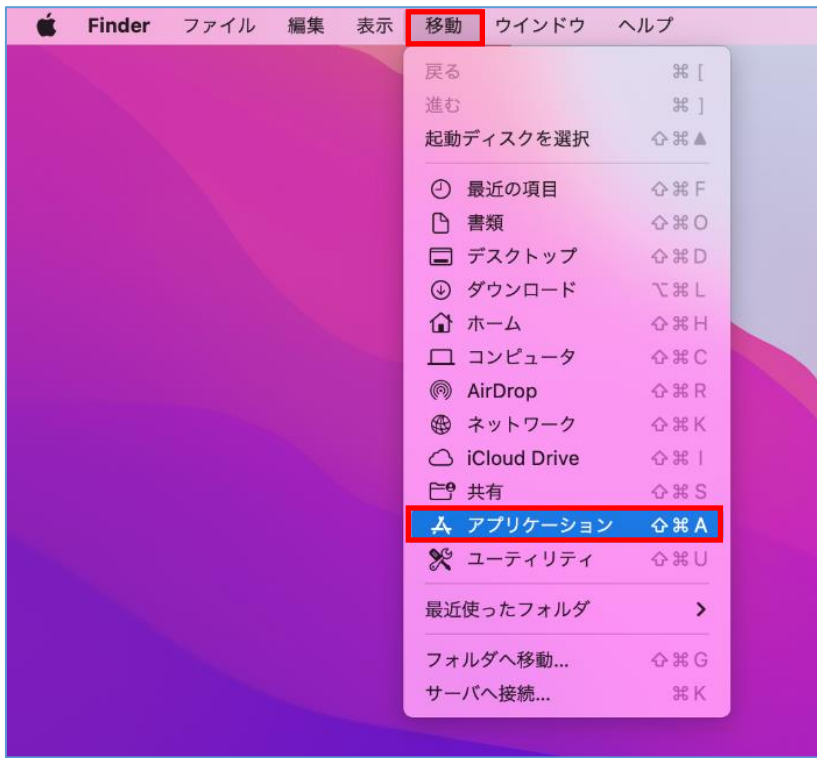 Finder ファイル 編集 表示 移動 ウインドウ ヘルプ
戻る ⌘ [
進む ⌘ ]
起動ディスクを選択 ⇧⌘▲
最近の項目 ⇧⌘F
書類 ⇧⌘O
デスクトップ ⇧⌘D
ダウンロード ⌥⌘L
ホーム ⇧⌘H
コンピュータ ⇧⌘C
AirDrop ⇧⌘R
ネットワーク ⇧⌘K
iCloud Drive ⇧⌘I
共有 ⇧⌘S
アプリケーション ⇧⌘A
ユーティリティ ⇧⌘U
最近使ったフォルダ
フォルダへ移動... ⇧⌘G
サーバへ接続... ⌘K